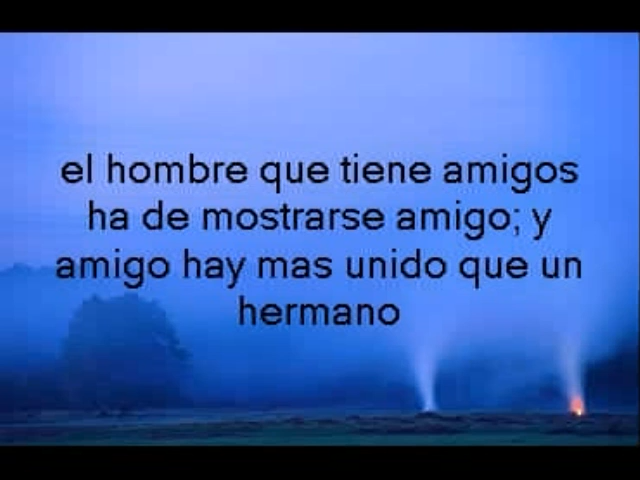 el hombre que tiene amigos
ha de mostrarse amigo; y
amigo hay mas unido que un
hermano